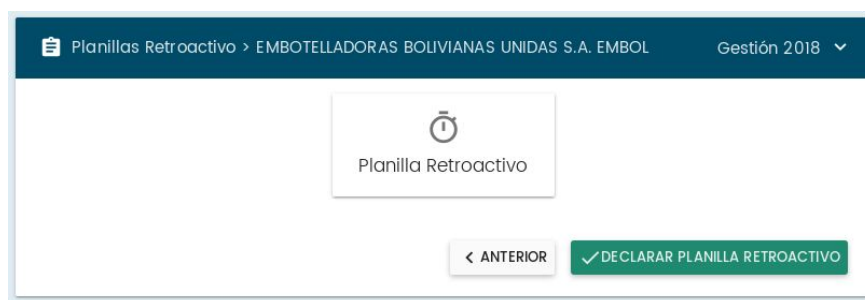 Planillas Retroactivo > EMBOTELLADORAS BOLIVIANAS UNIDAS S.A. EMBOL Gestión 2018
Planilla Retroactivo
< ANTERIOR DECLARAR PLANILLA RETROACTIVO